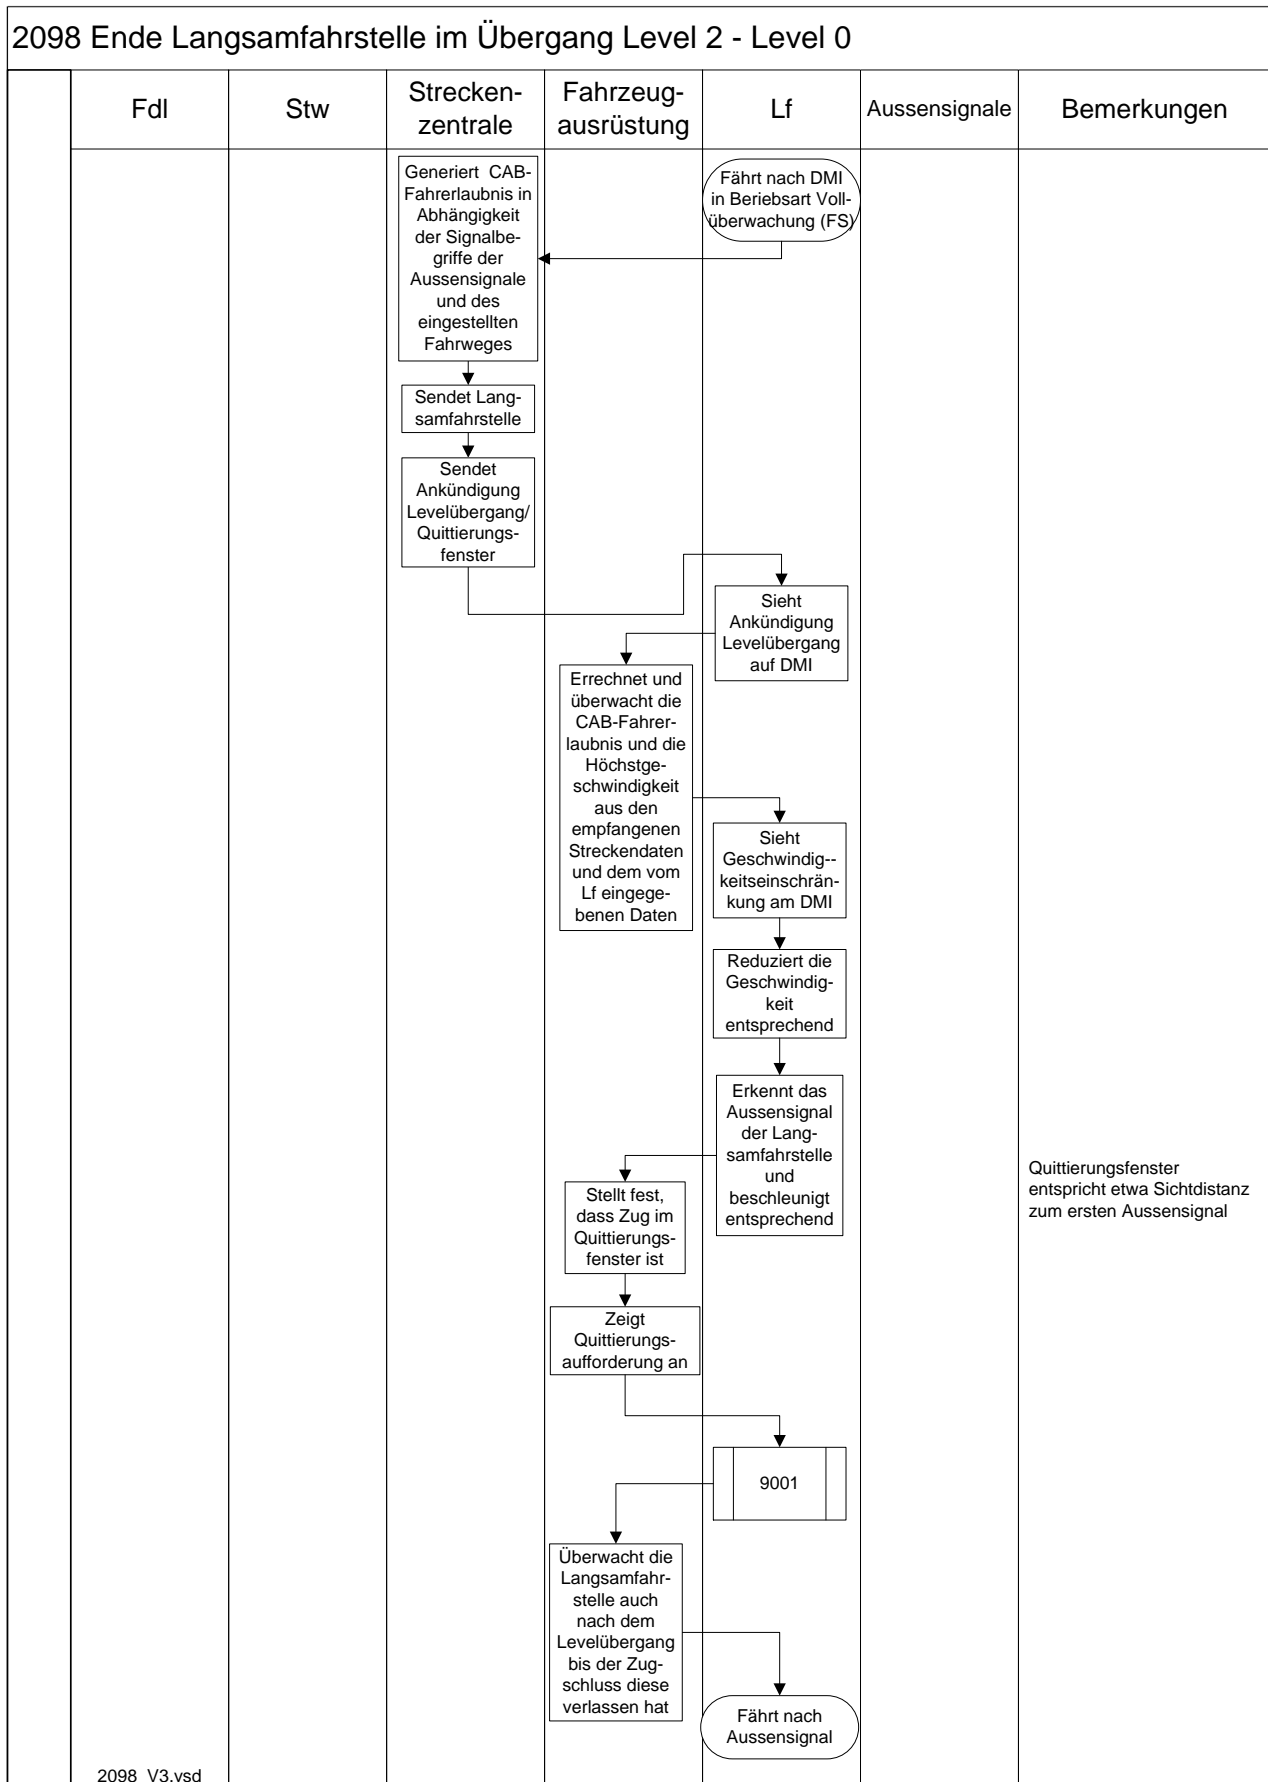 2098 Ende Langsamfahrstelle im Übergang Level 2 - Level 0
Fdl
Stw
Strecken-
zentrale
Fahrzeug-
ausrüstung
Lf
Aussensignale
Bemerkungen
Generiert CAB-
Fahrerlaubnis in
Abhängigkeit
der Signalbe-
griffe der
Aussensignale
und des
eingestellten
Fahrweges
Fährt nach DMI
in Beriebsart Voll-
überwachung (FS)
Sendet Lang-
samfahrstelle
Sendet
Ankündigung
Levelübergang/
Quittierungs-
fenster
Sieht
Ankündigung
Levelübergang
auf DMI
Errechnet und
überwacht die
CAB-Fahrer-
laubnis und die
Höchstge-
schwindigkeit
aus den
empfangenen
Streckendaten
und dem vom
Lf eingege-
benen Daten
Sieht
Geschwindig--
keitseinschrän-
kung am DMI
Reduziert die
Geschwindig-
keit
entsprechend
Erkennt das
Aussensignal
der Lang-
samfahrstelle
und
beschleunigt
entsprechend
Quittierungsfenster
entspricht etwa Sichtdistanz
zum ersten Aussensignal
Stellt fest,
dass Zug im
Quittierungs-
fenster ist
Zeigt
Quittierungs-
aufforderung an
9001
Überwacht die
Langsamfahr-
stelle auch
nach dem
Levelübergang
bis der Zug-
schluss diese
verlassen hat
Fährt nach
Aussensignal
2098_V3.vsd